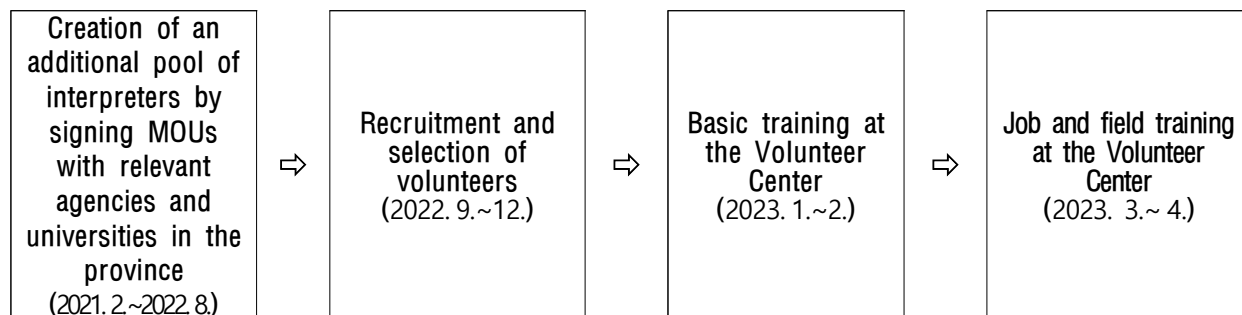 Creation of an
additional pool of
interpreters by
signing MOUs
with relevant
agencies and
universities in the
province
(2021. 2.~2022. 8.)
⇨
Recruitment and
selection of
volunteers
(2022. 9.~12.)
⇨
Basic training at
the Volunteer
Center
(2023. 1.~2.)
⇨
Job and field training
at the Volunteer
Center
(2023. 3.~ 4.)